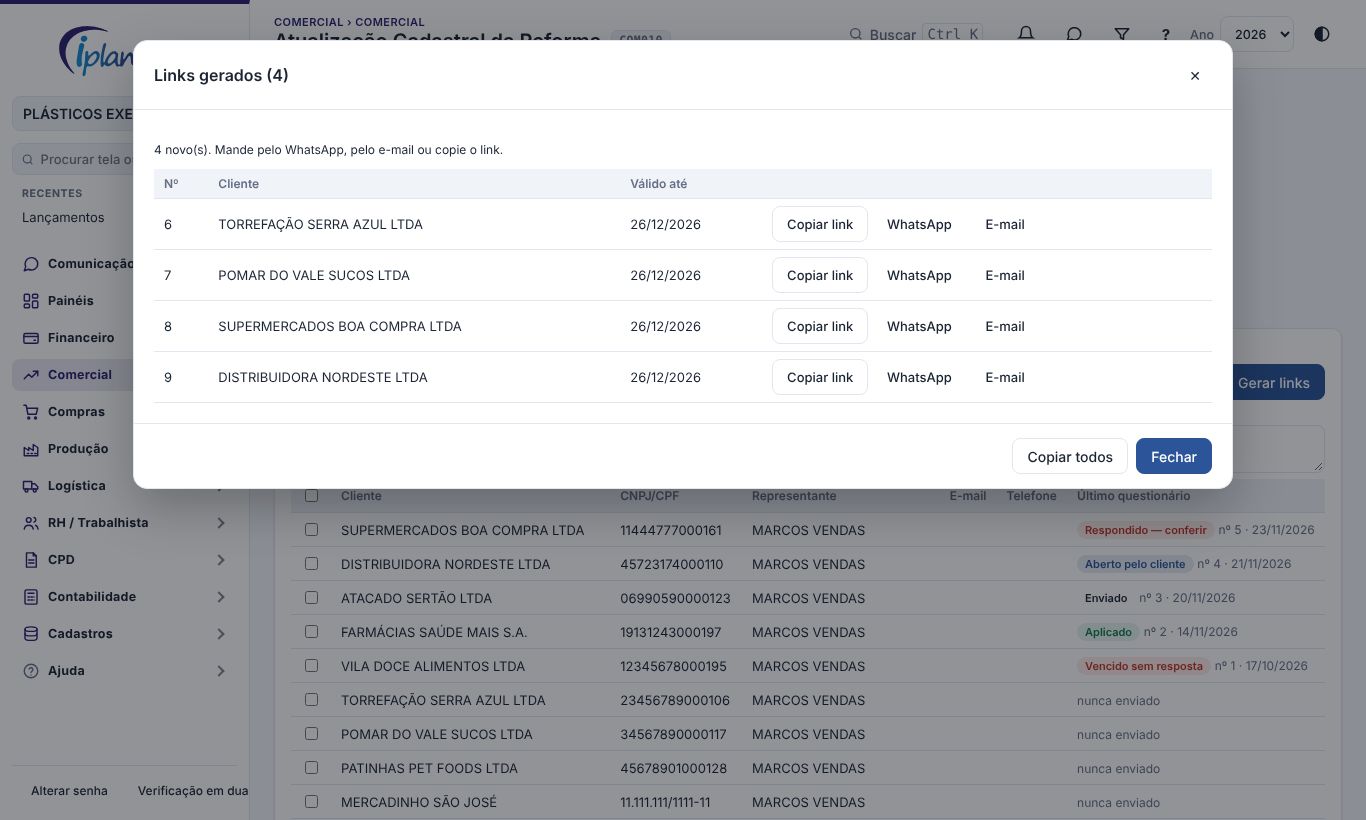 COMERCIAL › COMERCIAL
Buscar Ctrl K
Ano 2026
iplan
PLÁSTICOS EXE
Procurar tela o
RECENTES
Lançamentos
Comunicação
Painéis
Financeiro
Comercial
Compras
Produção
Logística
RH / Trabalhista
CPD
Contabilidade
Cadastros
Ajuda
Alterar senha Verificação em dua
Links gerados (4)
×
4 novo(s). Mande pelo WhatsApp, pelo e-mail ou copie o link.
Nº Cliente Válido até
6 TORREFAÇÃO SERRA AZUL LTDA 26/12/2026 Copiar link WhatsApp E-mail
7 POMAR DO VALE SUCOS LTDA 26/12/2026 Copiar link WhatsApp E-mail
8 SUPERMERCADOS BOA COMPRA LTDA 26/12/2026 Copiar link WhatsApp E-mail
9 DISTRIBUIDORA NORDESTE LTDA 26/12/2026 Copiar link WhatsApp E-mail
Copiar todos Fechar
Gerar links
Cliente CNPJ/CPF Representante E-mail Telefone Último questionário
SUPERMERCADOS BOA COMPRA LTDA 11444777000161 MARCOS VENDAS Respondido — conferir nº 5 · 23/11/2026
DISTRIBUIDORA NORDESTE LTDA 45723174000110 MARCOS VENDAS Aberto pelo cliente nº 4 · 21/11/2026
ATACADO SERTÃO LTDA 06990590000123 MARCOS VENDAS Enviado nº 3 · 20/11/2026
FARMÁCIAS SAÚDE MAIS S.A. 19131243000197 MARCOS VENDAS Aplicado nº 2 · 14/11/2026
VILA DOCE ALIMENTOS LTDA 12345678000195 MARCOS VENDAS Vencido sem resposta nº 1 · 17/10/2026
TORREFAÇÃO SERRA AZUL LTDA 23456789000106 MARCOS VENDAS nunca enviado
POMAR DO VALE SUCOS LTDA 34567890000117 MARCOS VENDAS nunca enviado
PATINHAS PET FOODS LTDA 45678901000128 MARCOS VENDAS nunca enviado
MERCADINHO SÃO JOSÉ 11.111.111/1111-11 MARCOS VENDAS nunca enviado